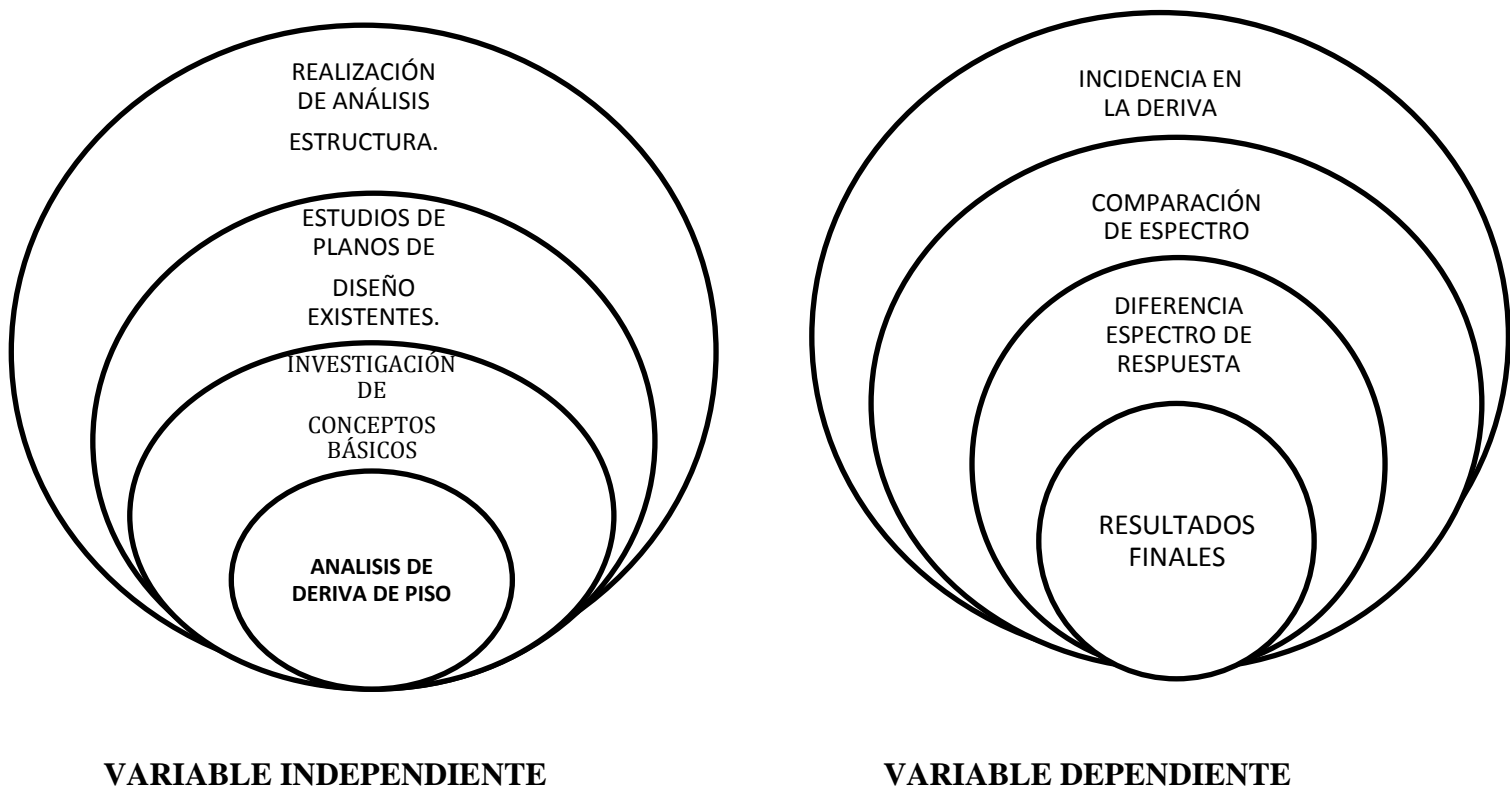 REALIZACIÓN
DE ANÁLISIS
ESTRUCTURA.
ESTUDIOS DE
PLANOS DE
DISEÑO
EXISTENTES.
INVESTIGACIÓN
DE
CONCEPTOS
BÁSICOS
ANALISIS DE
DERIVA DE PISO
VARIABLE INDEPENDIENTE
INCIDENCIA EN
LA DERIVA
COMPARACIÓN
DE ESPECTRO
DIFERENCIA
ESPECTRO DE
RESPUESTA
RESULTADOS
FINALES
VARIABLE DEPENDIENTE